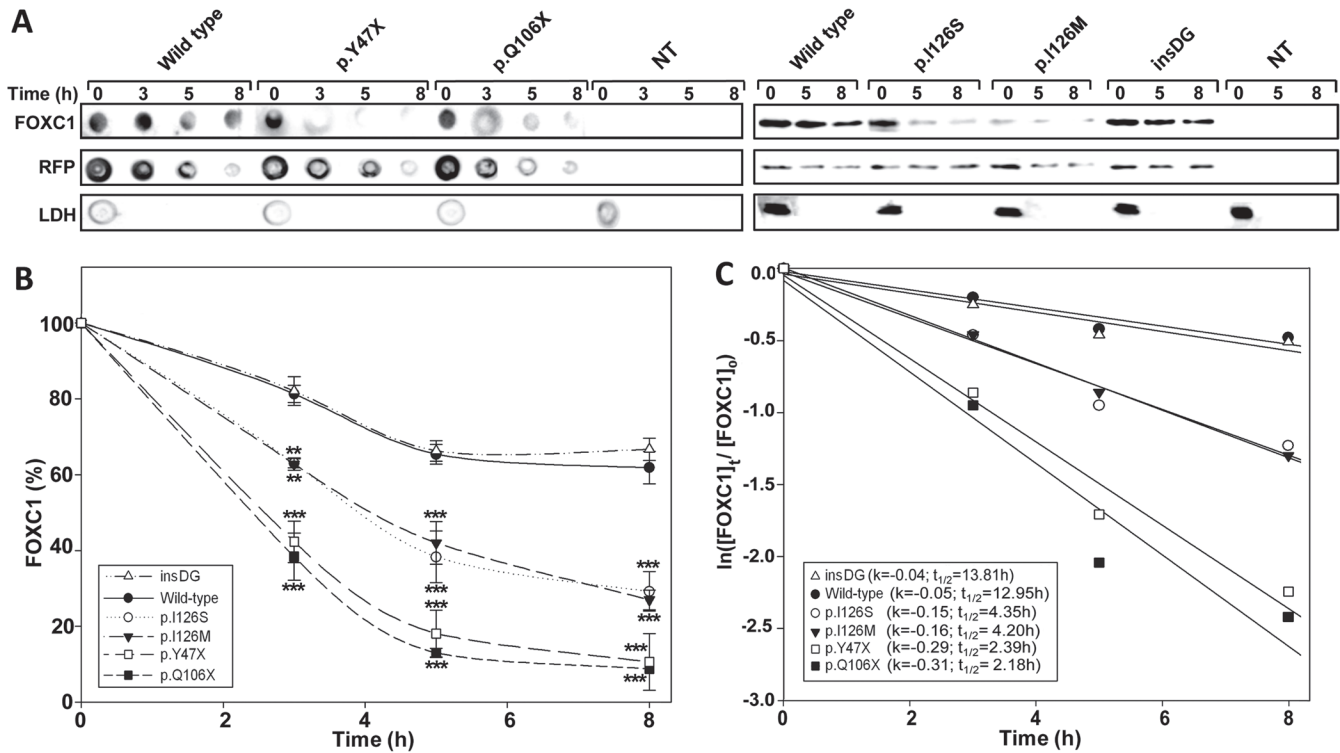 A
Wild type p.Y47X p.Q106X NT Wild type p.I126S p.I126M insDG NT
Time (h) 0 3 5 8 0 3 5 8 0 3 5 8 0 3 5 8 0 5 8 0 5 8 0 5 8 0 5 8 0 5 8
FOXC1
RFP
LDH
B
100
80
60
40
20
0
FOXC1 (%)
** ** *** *** *** *** *** *** *** *** *** ***
insDG
Wild-type
p.I126S
p.I126M
p.Y47X
p.Q106X
0 2 4 6 8
Time (h)
C
0.0
-0.5
-1.0
-1.5
-2.0
-2.5
-3.0
ln([FOXC1]t/ [FOXC1]o)
insDG (k=-0.04; t1/2=13.81h)
Wild-type (k=-0.05; t1/2=12.95h)
p.I126S (k=-0.15; t1/2=4.35h)
p.I126M (k=-0.16; t1/2= 4.20h)
p.Y47X (k=-0.29; t1/2=2.39h)
p.Q106X (k=-0.31; t1/2= 2.18h)
0 2 4 6 8
Time (h)